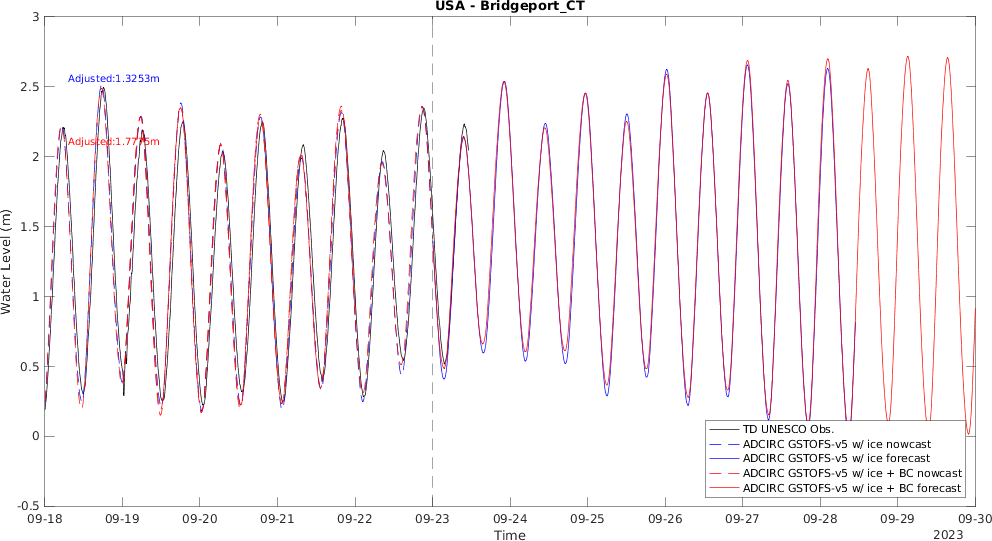 USA - Bridgeport_CT
3
2.5
2
1.5
1
0.5
0
-0.5
Water Level (m)
Adjusted:1.3253m
TD UNESCO Obs.
ADCIRC GSTOFS-v5 w/ ice nowcast
ADCIRC GSTOFS-v5 w/ ice forecast
ADCIRC GSTOFS-v5 w/ ice + BC nowcast
ADCIRC GSTOFS-v5 w/ ice + BC forecast
09-18 09-19 09-20 09-21 09-22 09-23 09-24 09-25 09-26 09-27 09-28 09-29 09-30
Time
2023